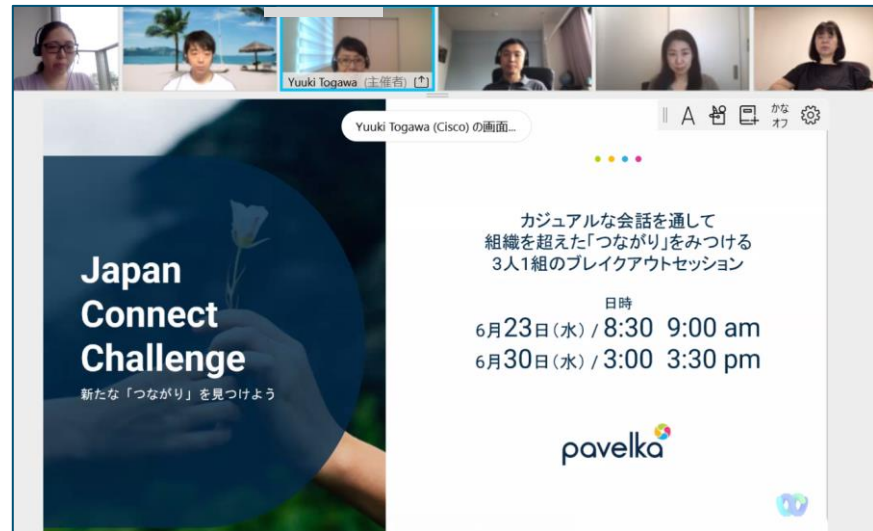 Yuuki Togawa (主催者)
Yuuki Togawa (Cisco) の画面...
A
かな
オフ
Japan
Connect
Challenge
新たな「つながり」を見つけよう
カジュアルな会話を通して
組織を超えた「つながり」をみつける
3人1組のブレイクアウトセッション
日時
6月23日(水) / 8:30 9:00 am
6月30日(水) / 3:00 3:30 pm
pavelka